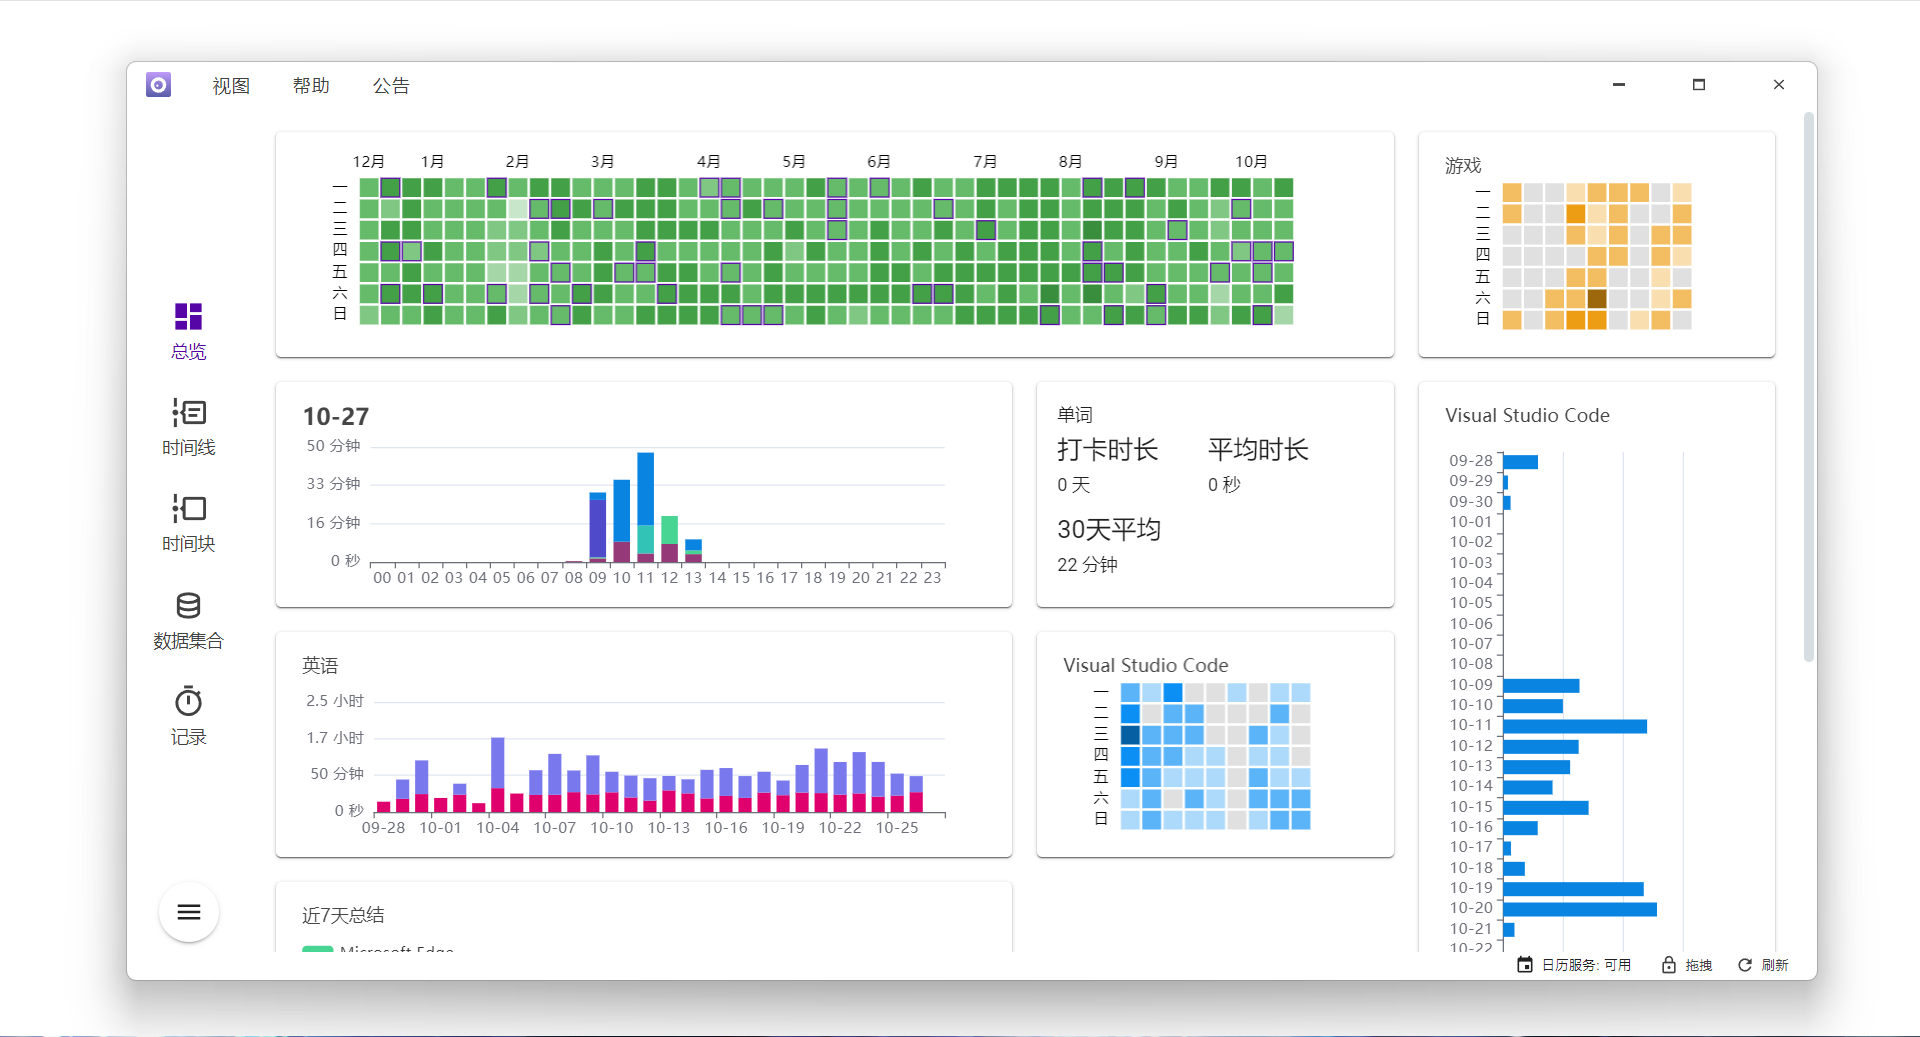 视图 帮助 公告
总览
时间线
时间块
数据集合
记录
12月 1月 2月 3月 4月 5月 6月 7月 8月 9月 10月
一
二
三
四
五
六
日
游戏
一
二
三
四
五
六
日
10-27
50 分钟
33 分钟
16 分钟
0 秒
00 01 02 03 04 05 06 07 08 09 10 11 12 13 14 15 16 17 18 19 20 21 22 23
单词
打卡时长 平均时长
0 天 0 秒
30天平均
22 分钟
Visual Studio Code
09-28
09-29
09-30
10-01
10-02
10-03
10-04
10-05
10-06
10-07
10-08
10-09
10-10
10-11
10-12
10-13
10-14
10-15
10-16
10-17
10-18
10-19
10-20
10-21
10-22
英语
2.5 小时
1.7 小时
50 分钟
0 秒
09-28 10-01 10-04 10-07 10-10 10-13 10-16 10-19 10-22 10-25
Visual Studio Code
一
二
三
四
五
六
日
近7天总结
Microsoft Edge
日历服务: 可用 拖拽 刷新